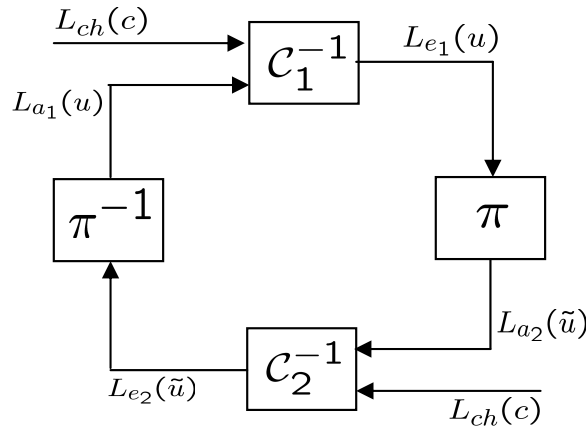 L_{ch}(c)
C_1^{-1}
L_{e_1}(u)
L_{a_1}(u)
π^{-1}
π
L_{a_2}(ũ)
C_2^{-1}
L_{e_2}(ũ)
L_{ch}(c)